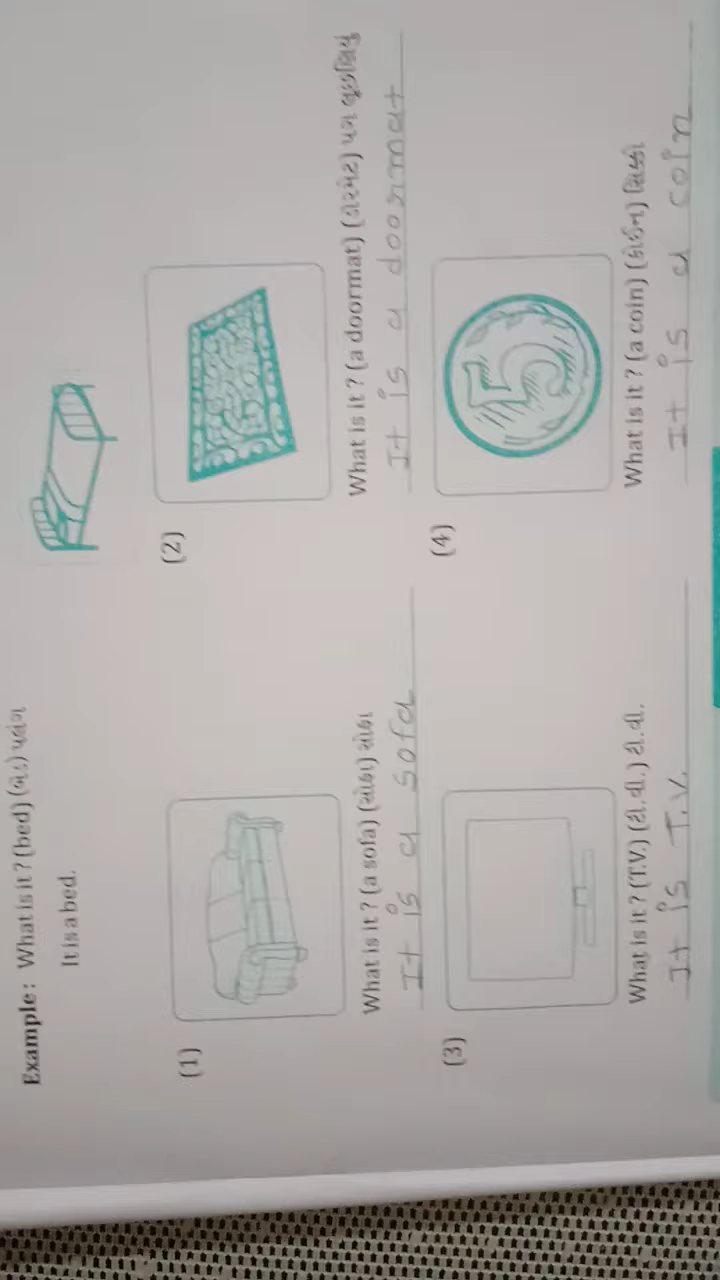 Example : What is it ? (bed) (બેડ) પલંગ
It is a bed.
(1)
(2)
5
What is it ? (a sofa) (સોફા) સોફા
It is a sofa
What is it ? (a doormat) (ડોરમેટ) પગ લૂછણિયું
It is a doormat
(3)
(4)
What is it ? (T.V.) (ટી.વી.) ટી.વી.
It is T.V.
What is it ? (a coin) (કોઈન) સિક્કો
It is a coin